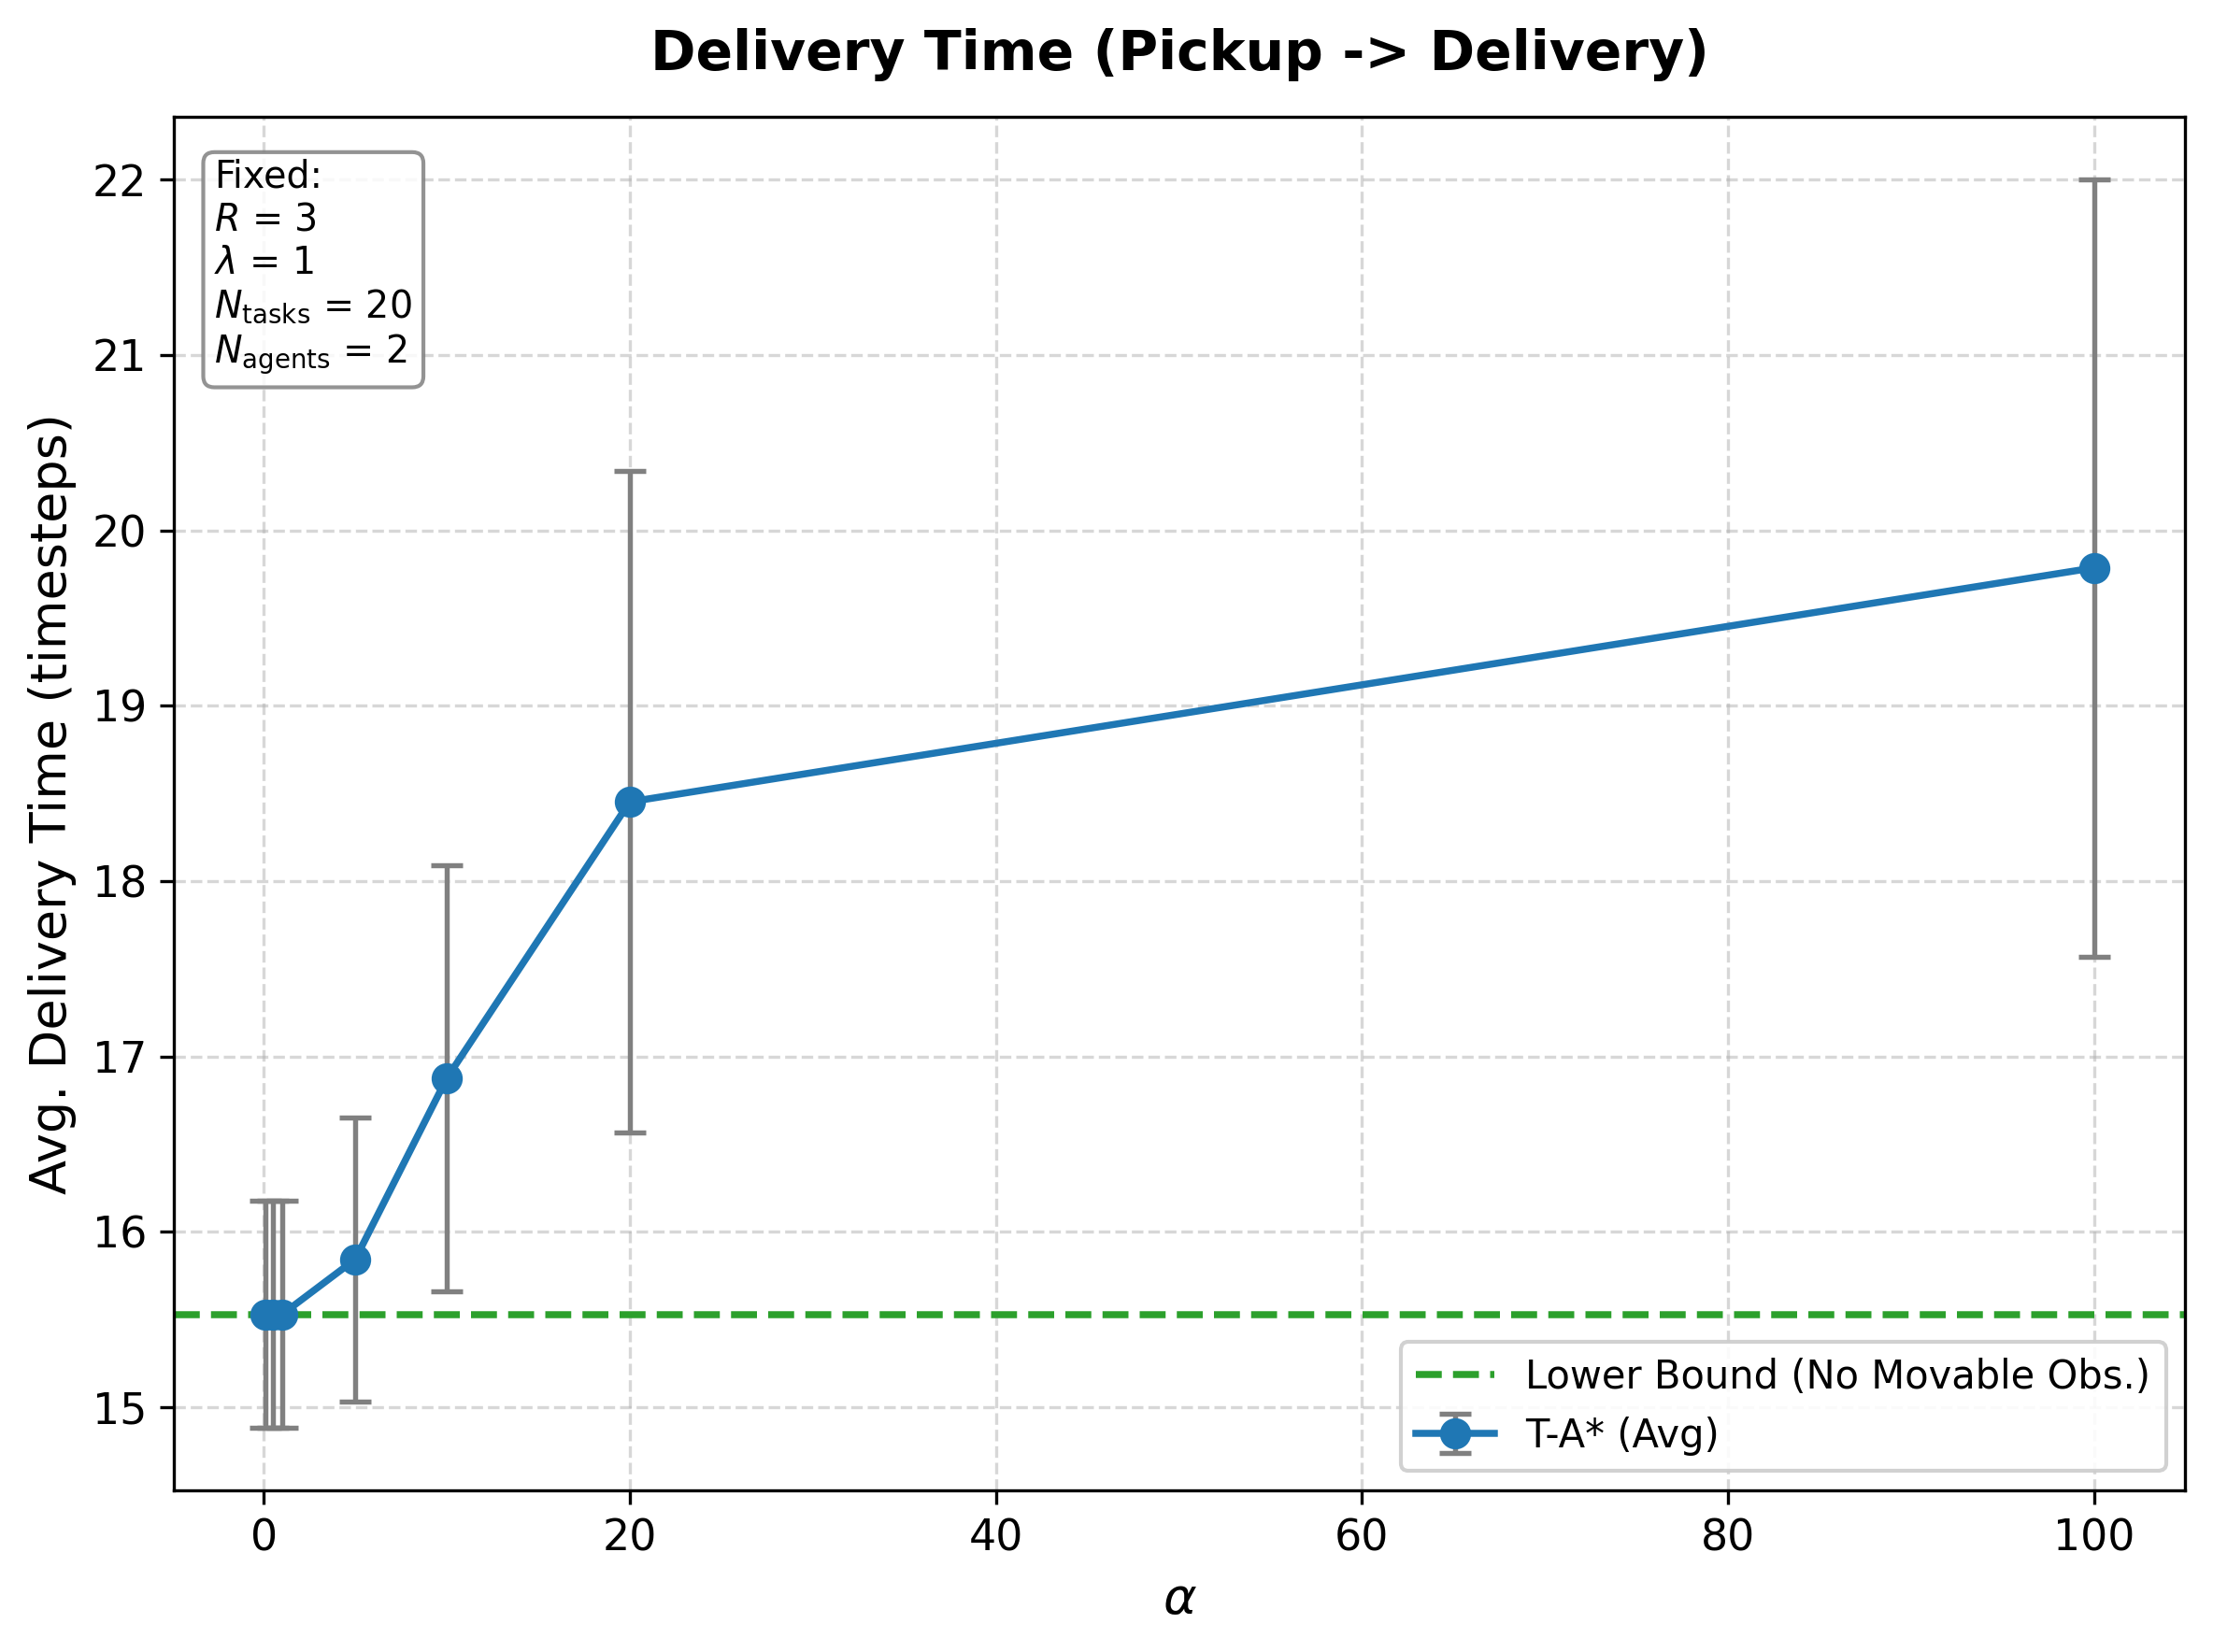 Delivery Time (Pickup -> Delivery)
Fixed:
R = 3
λ = 1
N_tasks = 20
N_agents = 2
Avg. Delivery Time (timesteps)
22
21
20
19
18
17
16
15
Lower Bound (No Movable Obs.)
T-A* (Avg)
0 20 40 60 80 100
α